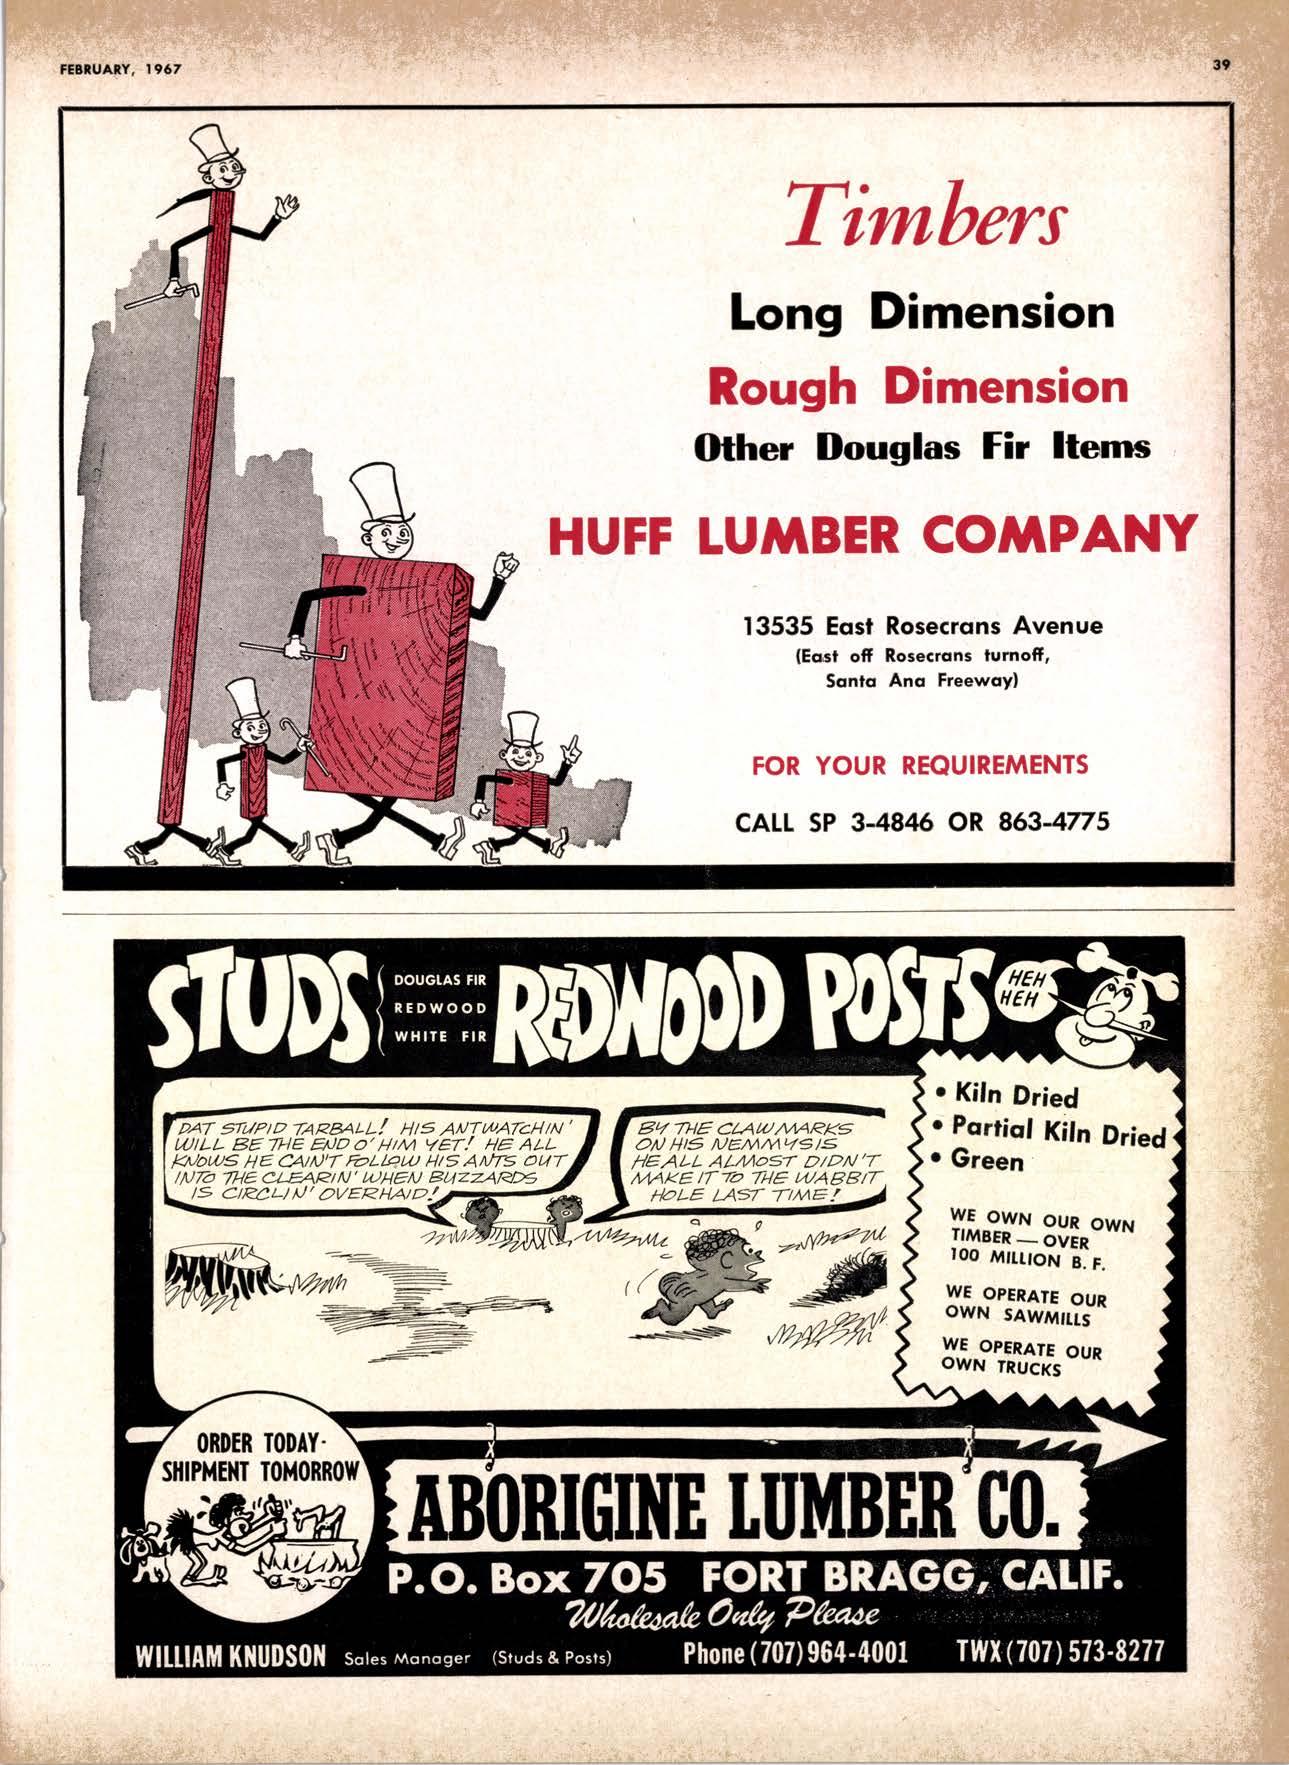 FEBRUARY, 1967
39
Timbers
Long Dimension
Rough Dimension
Other Douglas Fir Items
HUFF LUMBER COMPANY
13535 East Rosecrans Avenue
(East off Rosecrans turnoff,
Santa Ana Freeway)
FOR YOUR REQUIREMENTS
CALL SP 3-4846 OR 863-4775
STUDS
DOUGLAS FIR
REDWOOD
WHITE FIR
REDWOOD POSTS
HEH
HEH
DAT STUPID TARBALL! HIS ANTWATCHIN'
WILL BE THE END O' HIM YET! HE ALL
KNOWS HE CAIN'T FOLLOW HIS ANTS OUT
INTO THE CLEARIN' WHEN BUZZARDS
IS CIRCLIN' OVERHAID!
BY THE CLAW MARKS
ON HIS NEMMYSIS
HE ALL ALMOST DIDN'T
MAKE IT TO THE WABBIT
HOLE LAST TIME!
• Kiln Dried
• Partial Kiln Dried
• Green
WE OWN OUR OWN
TIMBER — OVER
100 MILLION B. F.
WE OPERATE OUR
OWN SAWMILLS
WE OPERATE OUR
OWN TRUCKS
ORDER TODAY-
SHIPMENT TOMORROW
ABORIGINE LUMBER CO.
P.O. Box 705 FORT BRAGG, CALIF.
Wholesale Only Please
WILLIAM KNUDSON Sales Manager (Studs & Posts) Phone (707) 964-4001 TWX (707) 573-8277